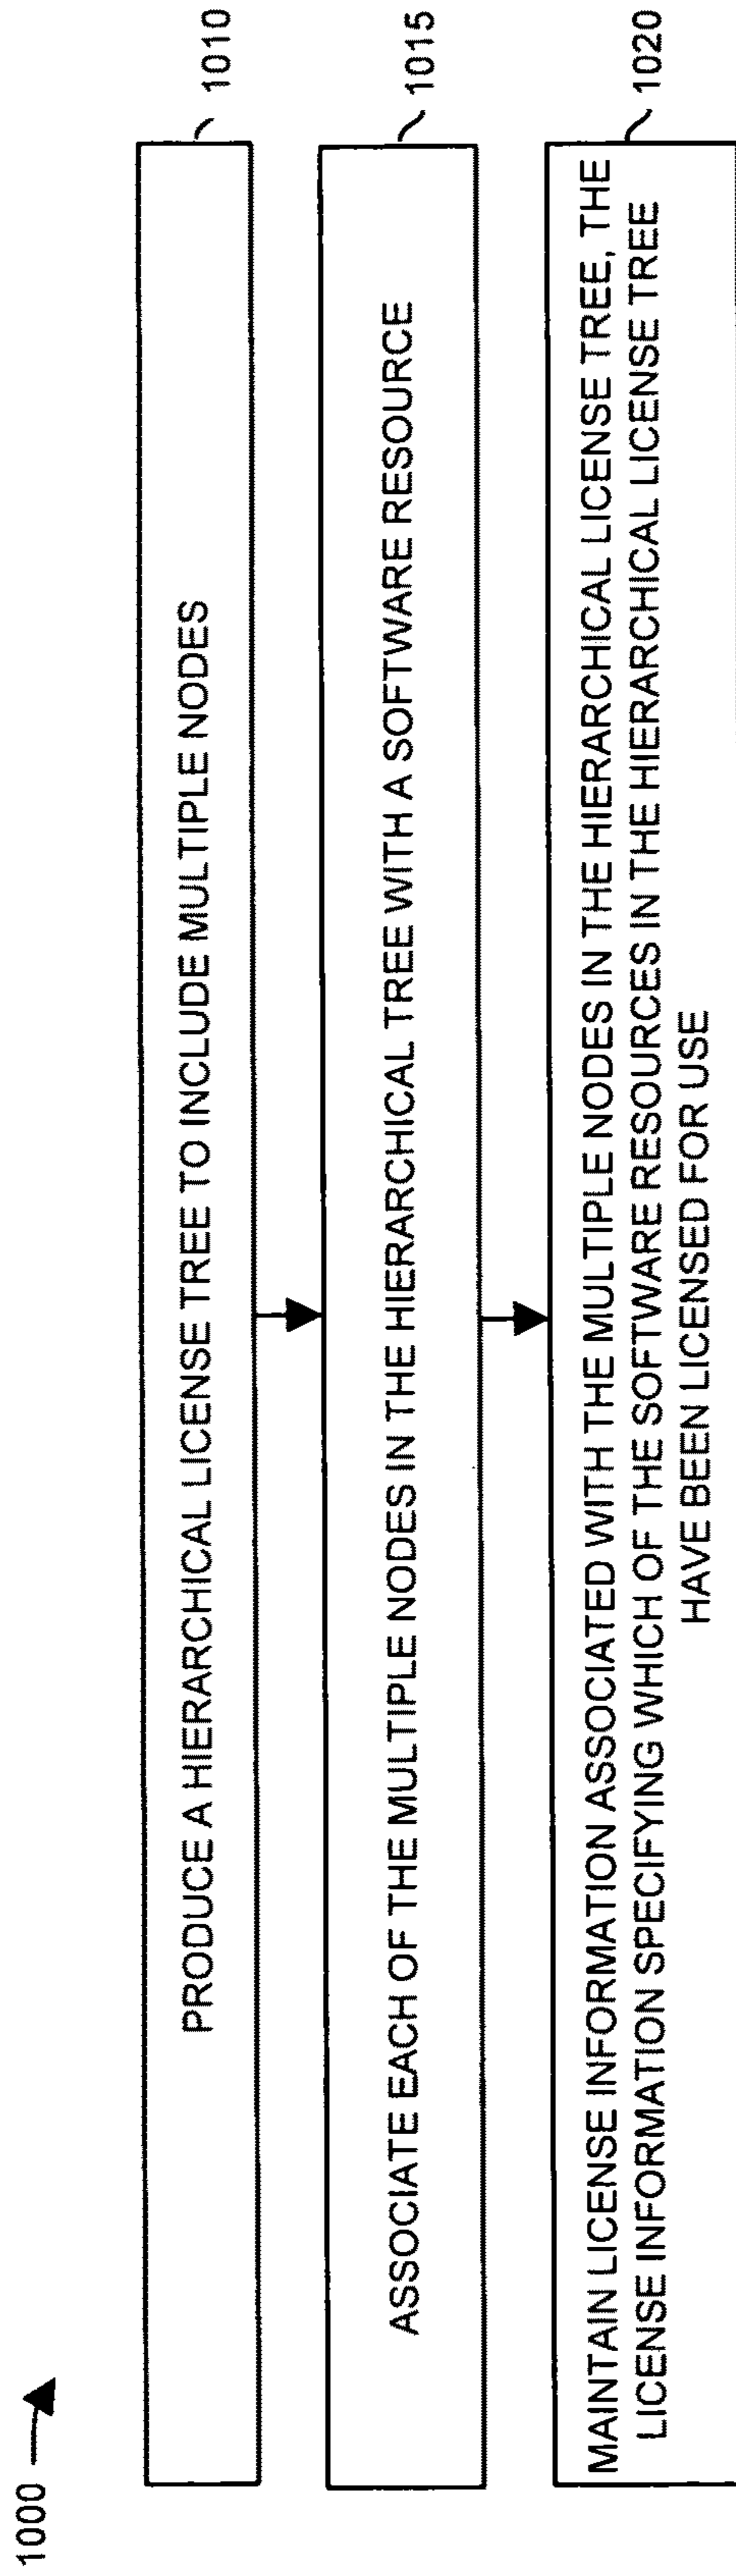 1000
PRODUCE A HIERARCHICAL LICENSE TREE TO INCLUDE MULTIPLE NODES
1010
ASSOCIATE EACH OF THE MULTIPLE NODES IN THE HIERARCHICAL TREE WITH A SOFTWARE RESOURCE
1015
MAINTAIN LICENSE INFORMATION ASSOCIATED WITH THE MULTIPLE NODES IN THE HIERARCHICAL LICENSE TREE, THE
LICENSE INFORMATION SPECIFYING WHICH OF THE SOFTWARE RESOURCES IN THE HIERARCHICAL LICENSE TREE
HAVE BEEN LICENSED FOR USE
1020